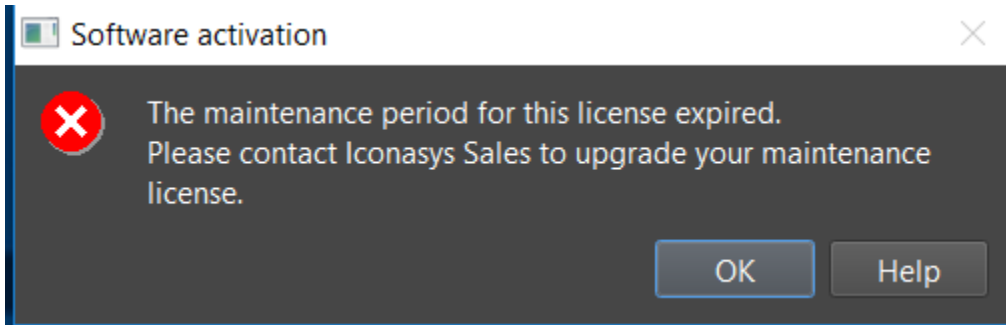 Software activation
The maintenance period for this license expired.
Please contact Iconasys Sales to upgrade your maintenance
license.
OK
Help